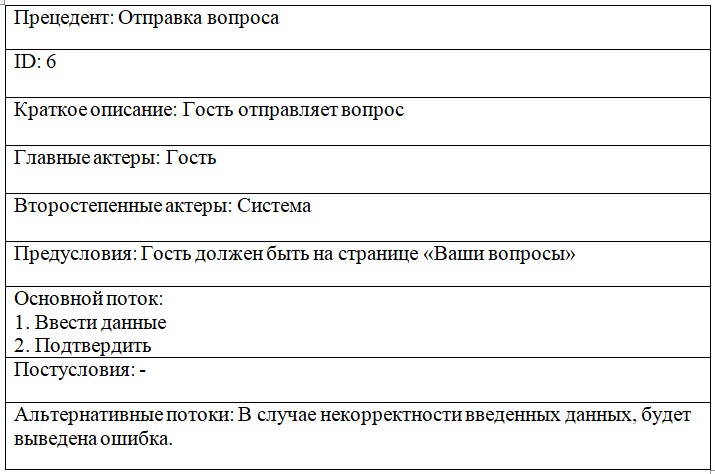 Прецедент: Отправка вопроса
ID: 6
Краткое описание: Гость отправляет вопрос
Главные актеры: Гость
Второстепенные актеры: Система
Предусловия: Гость должен быть на странице «Ваши вопросы»
Основной поток:
1. Ввести данные
2. Подтвердить
Постусловия: -
Альтернативные потоки: В случае некорректности введенных данных, будет
выведена ошибка.